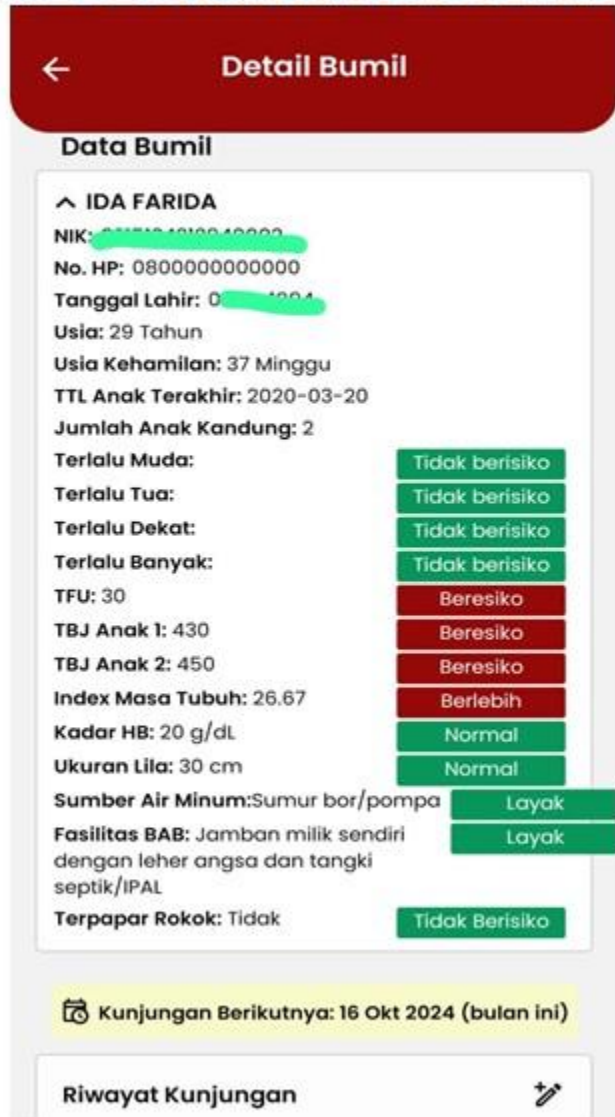 Detail Bumil
Data Bumil
IDA FARIDA
NIK:
No. HP: 0800000000000
Tanggal Lahir:
Usia: 29 Tahun
Usia Kehamilan: 37 Minggu
TTL Anak Terakhir: 2020-03-20
Jumlah Anak Kandung: 2
Terlalu Muda: Tidak berisiko
Terlalu Tua: Tidak berisiko
Terlalu Dekat: Tidak berisiko
Terlalu Banyak: Tidak berisiko
TFU: 30 Beresiko
TBJ Anak 1: 430 Beresiko
TBJ Anak 2: 450 Beresiko
Index Masa Tubuh: 26.67 Berlebih
Kadar HB: 20 g/dL Normal
Ukuran Lila: 30 cm Normal
Sumber Air Minum:Sumur bor/pompa Layak
Fasilitas BAB: Jamban milik sendiri Layak
dengan leher angsa dan tangki
septik/IPAL
Terpapar Rokok: Tidak Tidak Berisiko
Kunjungan Berikutnya: 16 Okt 2024 (bulan ini)
Riwayat Kunjungan